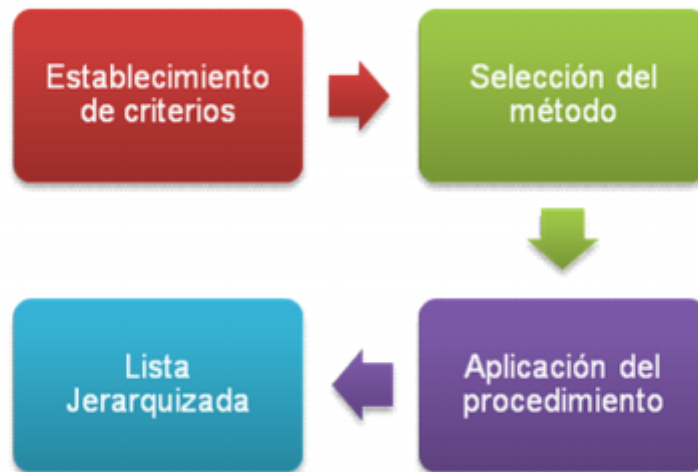 Establecimiento
de criterios
Selección del
método
Aplicación del
procedimiento
Lista
Jerarquizada